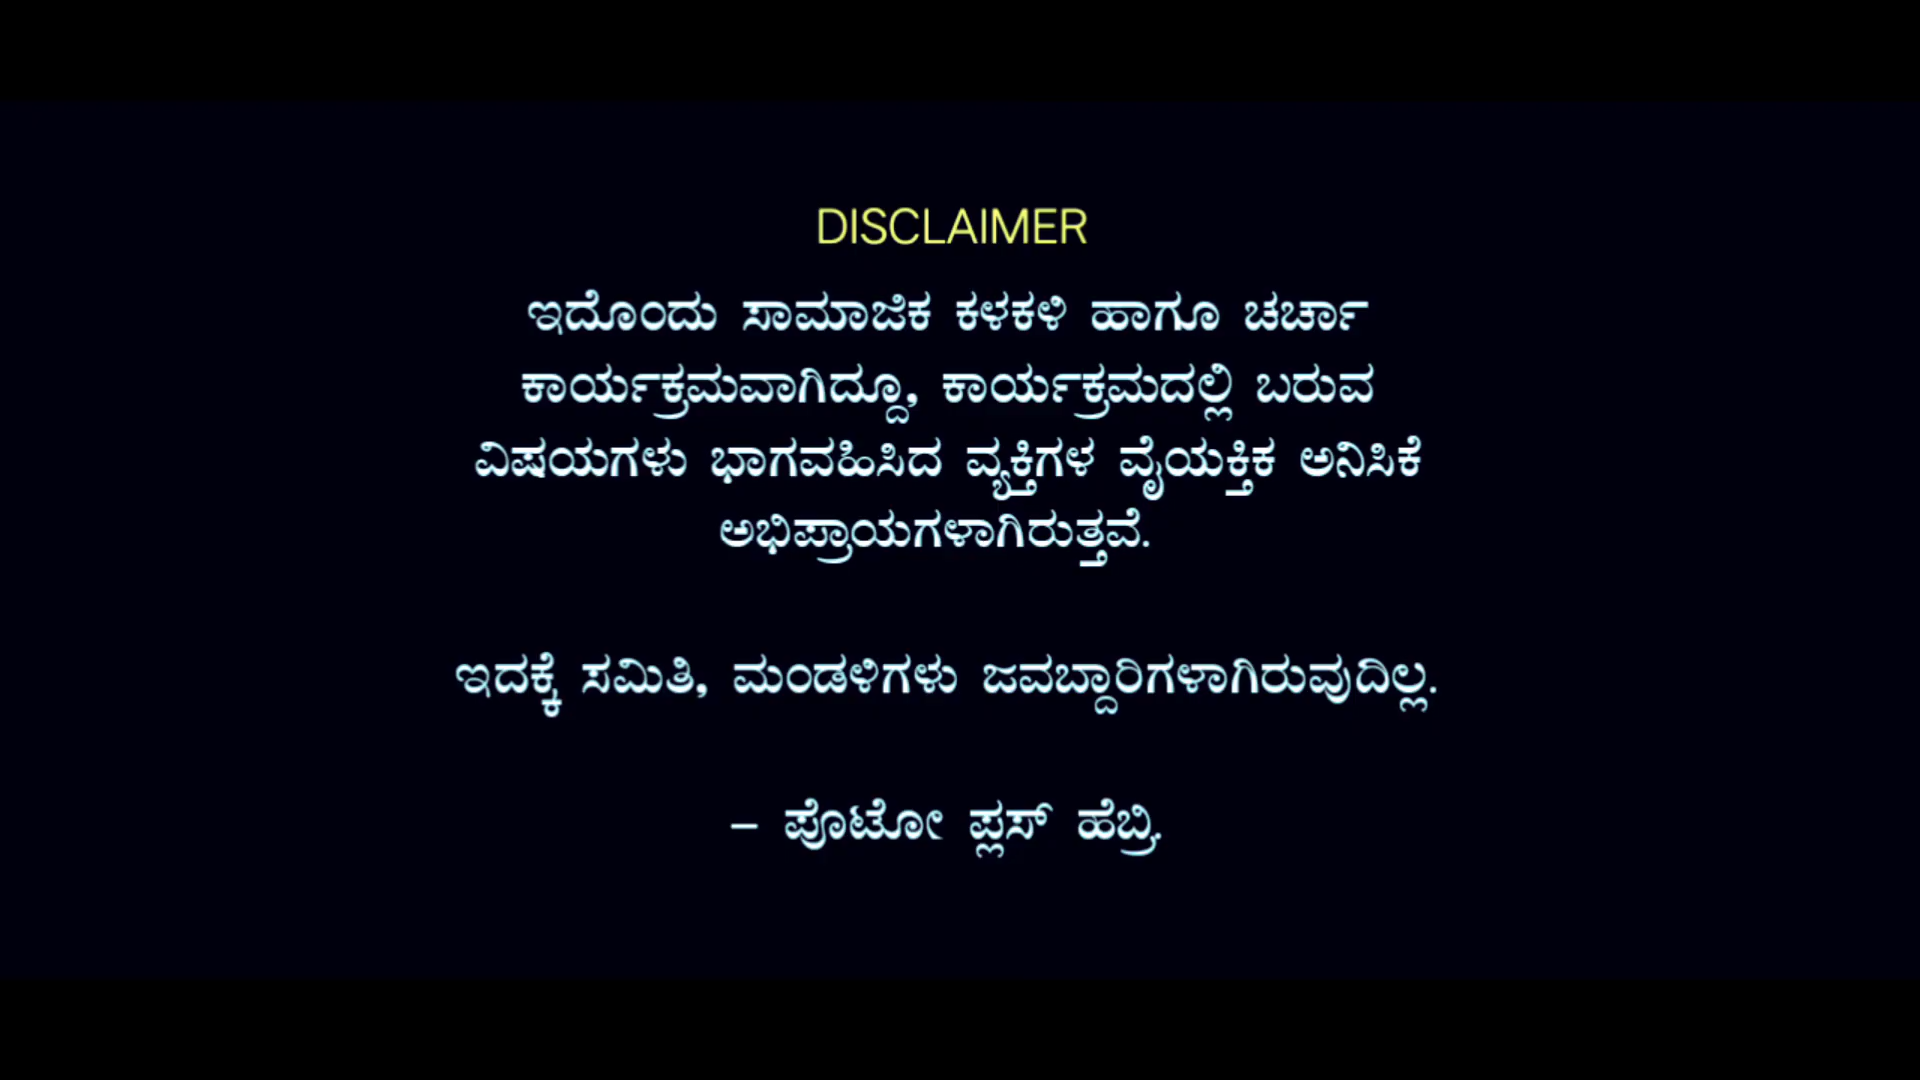 DISCLAIMER
ಇದೊಂದು ಸಾಮಾಜಿಕ ಕಳಕಳಿ ಹಾಗೂ ಚರ್ಚಾ
ಕಾರ್ಯಕ್ರಮವಾಗಿದ್ದೂ, ಕಾರ್ಯಕ್ರಮದಲ್ಲಿ ಬರುವ
ವಿಷಯಗಳು ಭಾಗವಹಿಸಿದ ವ್ಯಕ್ತಿಗಳ ವೈಯಕ್ತಿಕ ಅನಿಸಿಕೆ
ಅಭಿಪ್ರಾಯಗಳಾಗಿರುತ್ತವೆ.
ಇದಕ್ಕೆ ಸಮಿತಿ, ಮಂಡಳಿಗಳು ಜವಬ್ದಾರಿಗಳಾಗಿರುವುದಿಲ್ಲ.
– ಪೊಟೋ ಪ್ಲಸ್ ಹೆಬ್ರಿ.